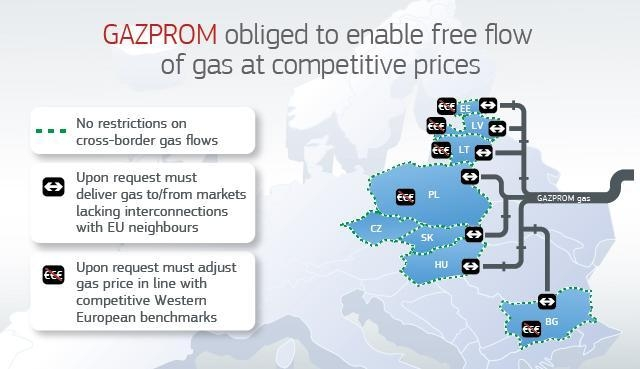 GAZPROM obliged to enable free flow
of gas at competitive prices
No restrictions on
cross-border gas flows
Upon request must
deliver gas to/from markets
lacking interconnections
with EU neighbours
€€€
Upon request must adjust
gas price in line with
competitive Western
European benchmarks
€€€
EE
€€€
LV
€€€
LT
€€€
PL
CZ
SK
HU
GAZPROM gas
€€€
BG